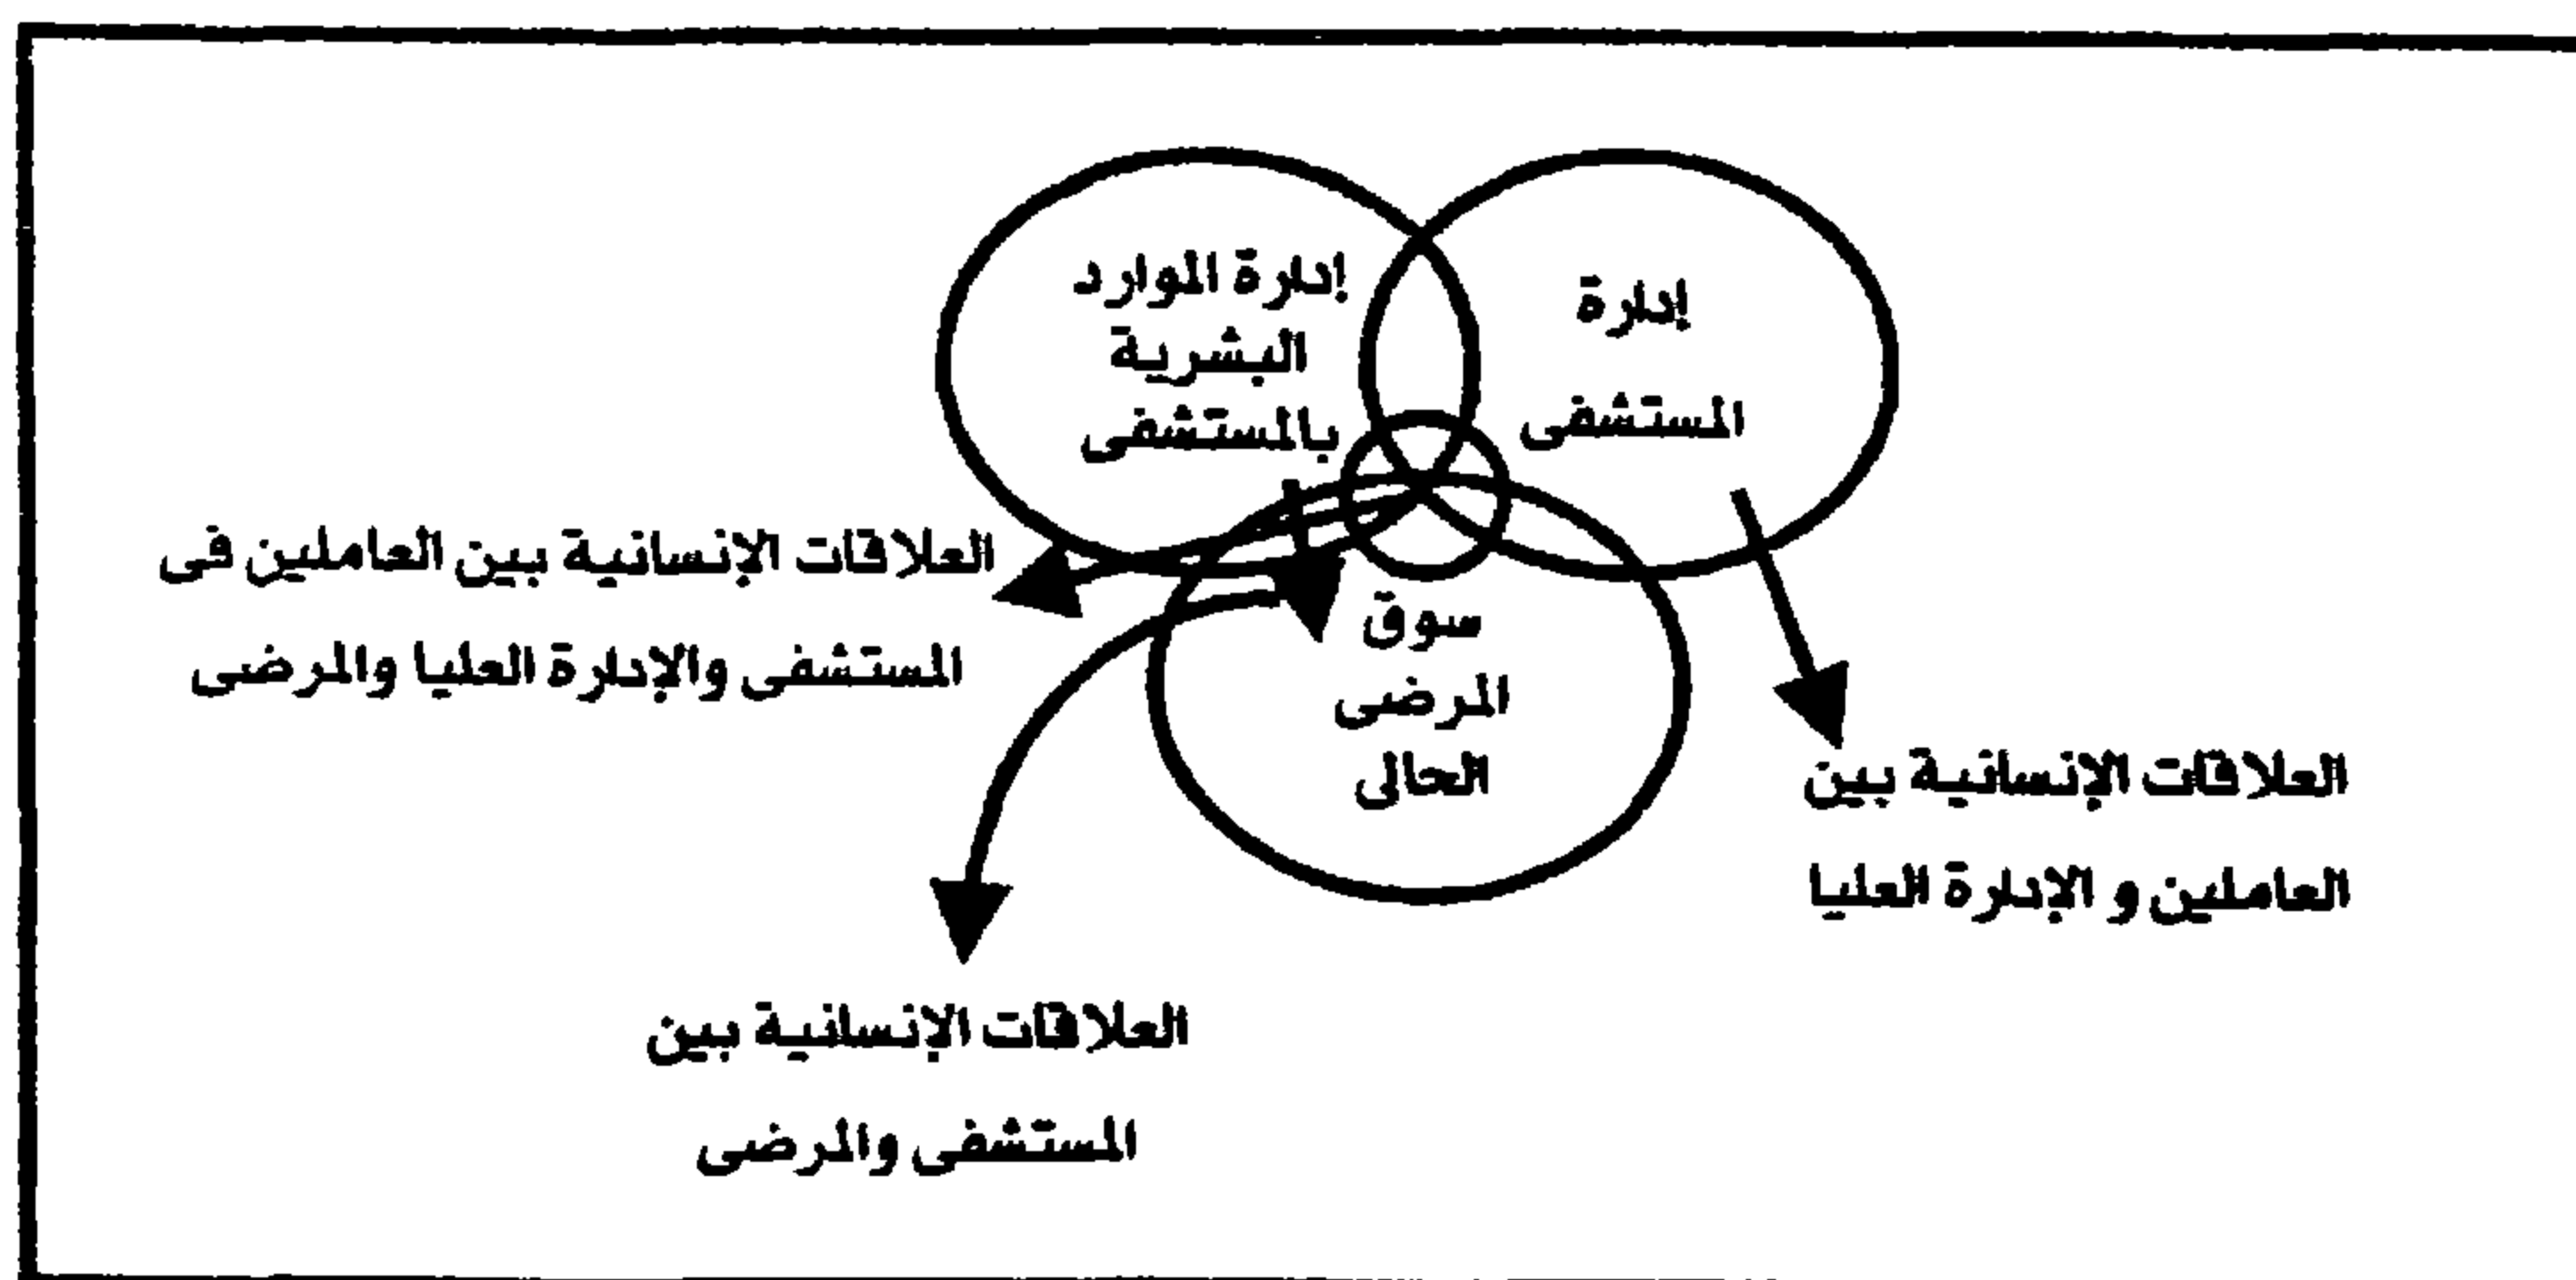 إدارة
المستشفى
إدارة الموارد
البشرية
بالمستشفى
سوق
المرضى
الحالى
العلاقات الإنسانية بين العاملين فى
المستشفى والإدارة العليا والمرضى
العلاقات الإنسانية بين
العاملين و الإدارة العليا
العلاقات الإنسانية بين
المستشفى والمرضى